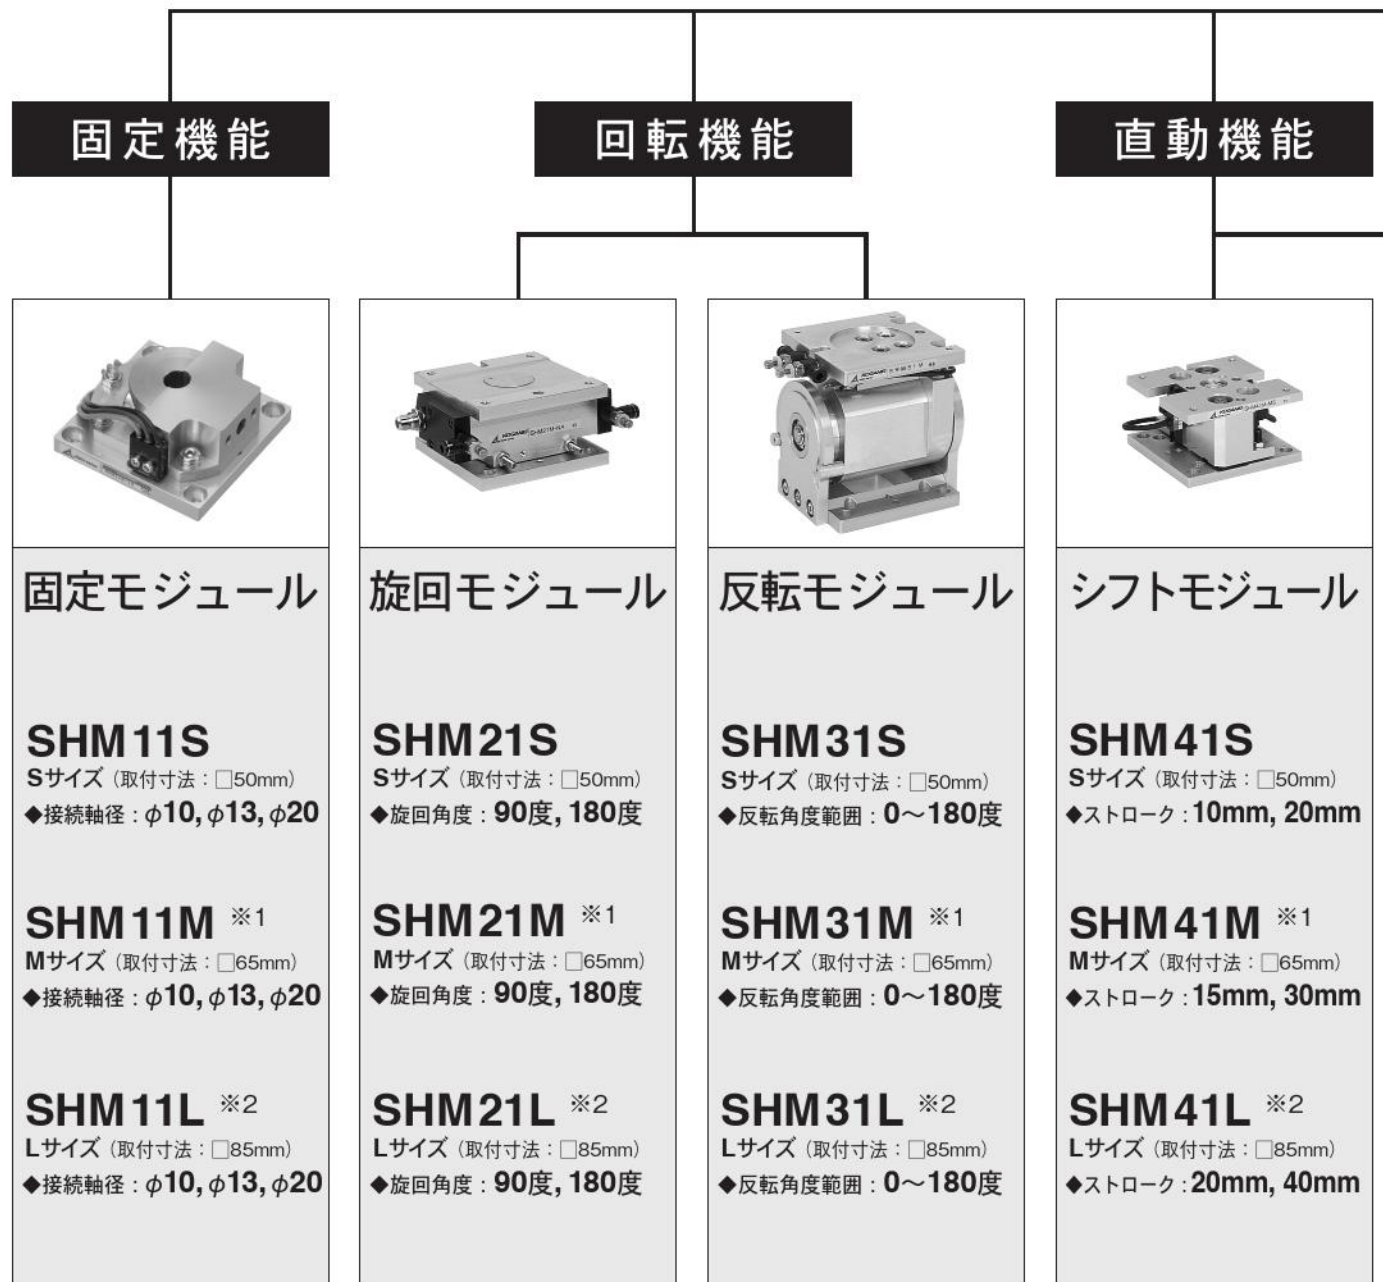 固定機能
回転機能
直動機能
固定モジュール
SHM11S
Sサイズ（取付寸法：□50mm）
◆接続軸径：φ10, φ13, φ20
SHM11M ※1
Mサイズ（取付寸法：□65mm）
◆接続軸径：φ10, φ13, φ20
SHM11L ※2
Lサイズ（取付寸法：□85mm）
◆接続軸径：φ10, φ13, φ20
旋回モジュール
SHM21S
Sサイズ（取付寸法：□50mm）
◆旋回角度：90度, 180度
SHM21M ※1
Mサイズ（取付寸法：□65mm）
◆旋回角度：90度, 180度
SHM21L ※2
Lサイズ（取付寸法：□85mm）
◆旋回角度：90度, 180度
反転モジュール
SHM31S
Sサイズ（取付寸法：□50mm）
◆反転角度範囲：0～180度
SHM31M ※1
Mサイズ（取付寸法：□65mm）
◆反転角度範囲：0～180度
SHM31L ※2
Lサイズ（取付寸法：□85mm）
◆反転角度範囲：0～180度
シフトモジュール
SHM41S
Sサイズ（取付寸法：□50mm）
◆ストローク：10mm, 20mm
SHM41M ※1
Mサイズ（取付寸法：□65mm）
◆ストローク：15mm, 30mm
SHM41L ※2
Lサイズ（取付寸法：□85mm）
◆ストローク：20mm, 40mm